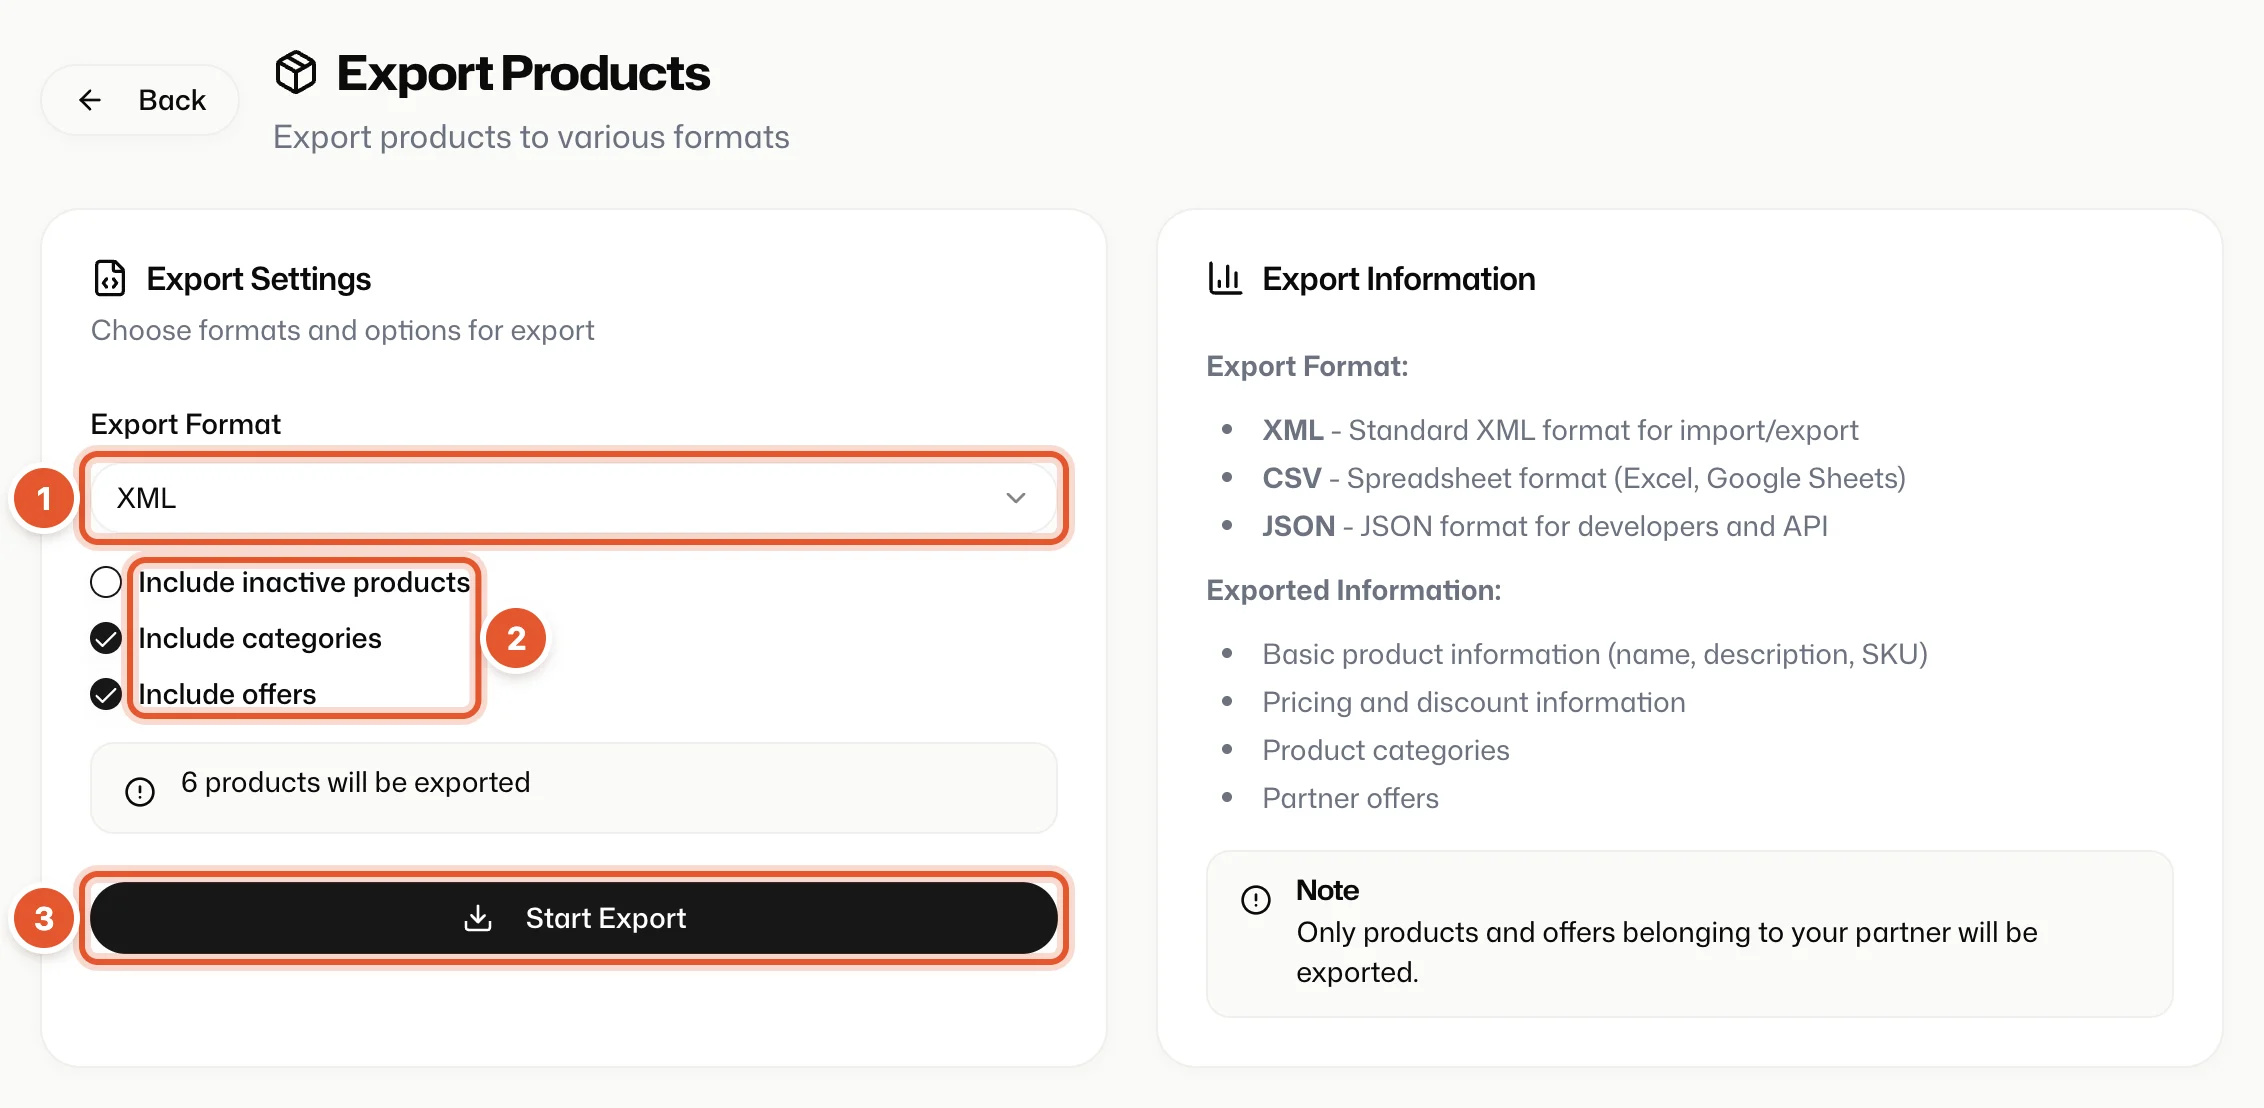 Back
Export Products
Export products to various formats
Export Settings
Choose formats and options for export
Export Format
1
XML
Include inactive products
Include categories
Include offers
2
6 products will be exported
3
Start Export
Export Information
Export Format:
XML - Standard XML format for import/export
CSV - Spreadsheet format (Excel, Google Sheets)
JSON - JSON format for developers and API
Exported Information:
Basic product information (name, description, SKU)
Pricing and discount information
Product categories
Partner offers
Note
Only products and offers belonging to your partner will be
exported.